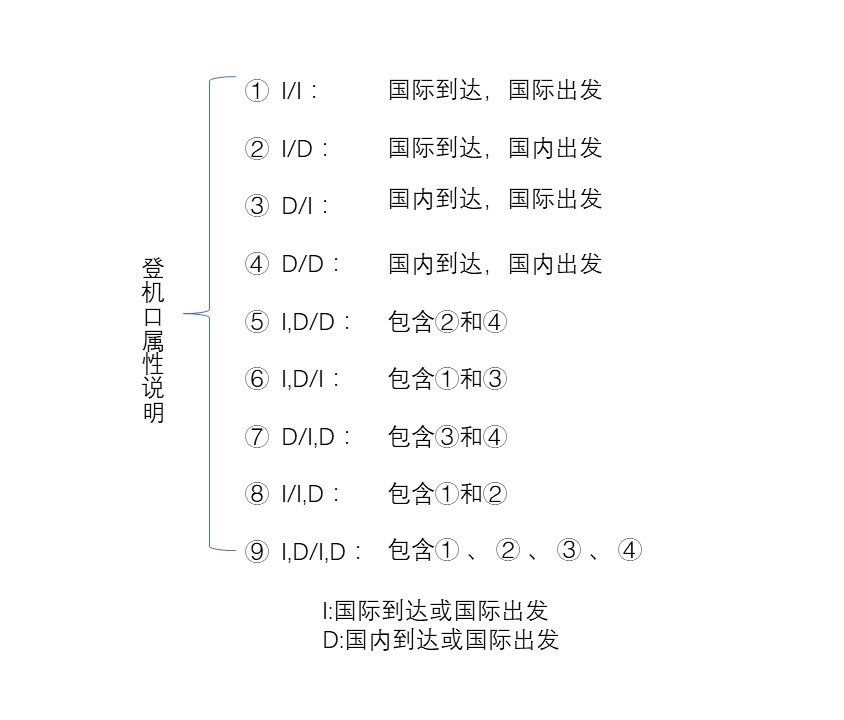 登机口属性说明
① I/I： 国际到达，国际出发
② I/D： 国际到达，国内出发
③ D/I： 国内到达，国际出发
④ D/D： 国内到达，国内出发
⑤ I,D/D： 包含②和④
⑥ I,D/I： 包含①和③
⑦ D/I,D： 包含③和④
⑧ I/I,D： 包含①和②
⑨ I,D/I,D： 包含①、②、③、④
I:国际到达或国际出发
D:国内到达或国际出发